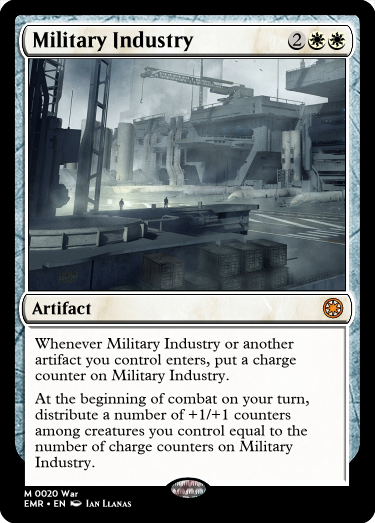 Military Industry 2
Artifact
Whenever Military Industry or another
artifact you control enters, put a charge
counter on Military Industry.
At the beginning of combat on your turn,
distribute a number of +1/+1 counters
among creatures you control equal to the
number of charge counters on Military
Industry.
M 0020 War
EMR • EN Ian Llanas